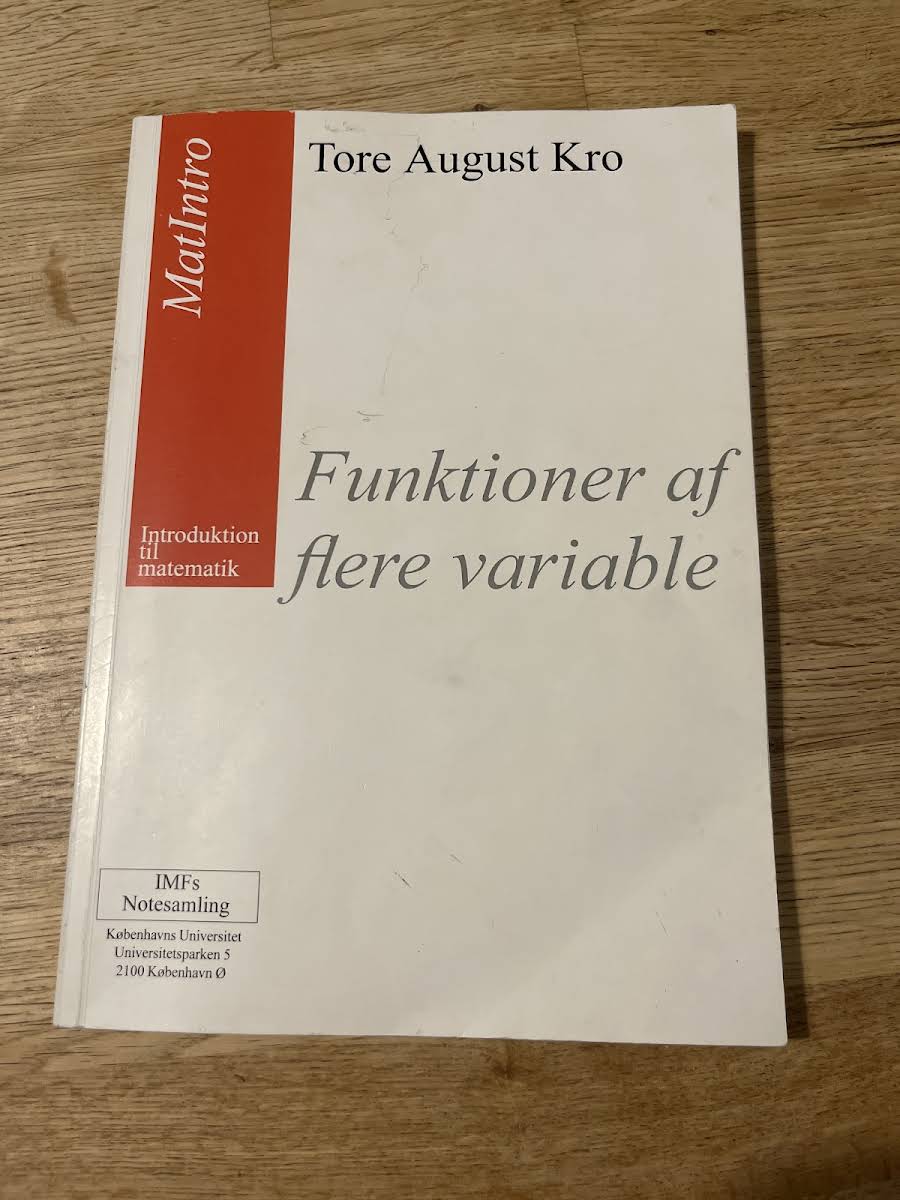 Tore August Kro
MatIntro
Funktioner af
flere variable
Introduktion
til
matematik
IMFs
Notesamling
Københavns Universitet
Universitetsparken 5
2100 København Ø